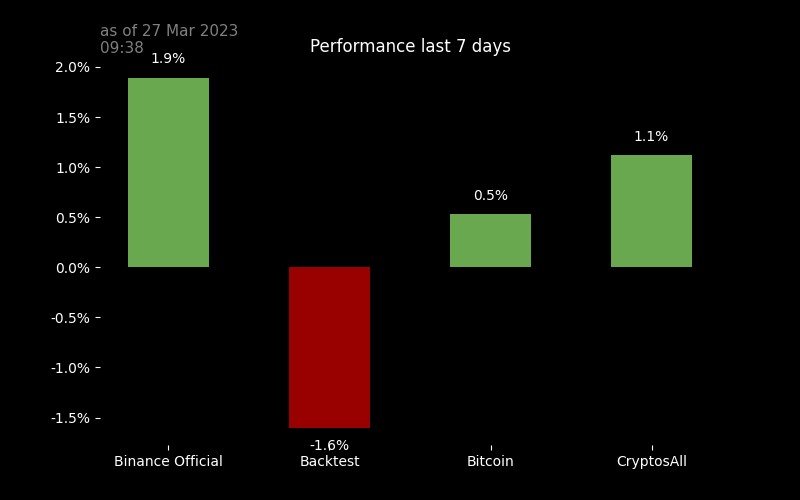 as of 27 Mar 2023
09:38
Performance last 7 days
2.0%
1.5%
1.0%
0.5%
0.0%
-0.5%
-1.0%
-1.5%
1.9%
-1.6%
0.5%
1.1%
Binance Official
Backtest
Bitcoin
CryptosAll